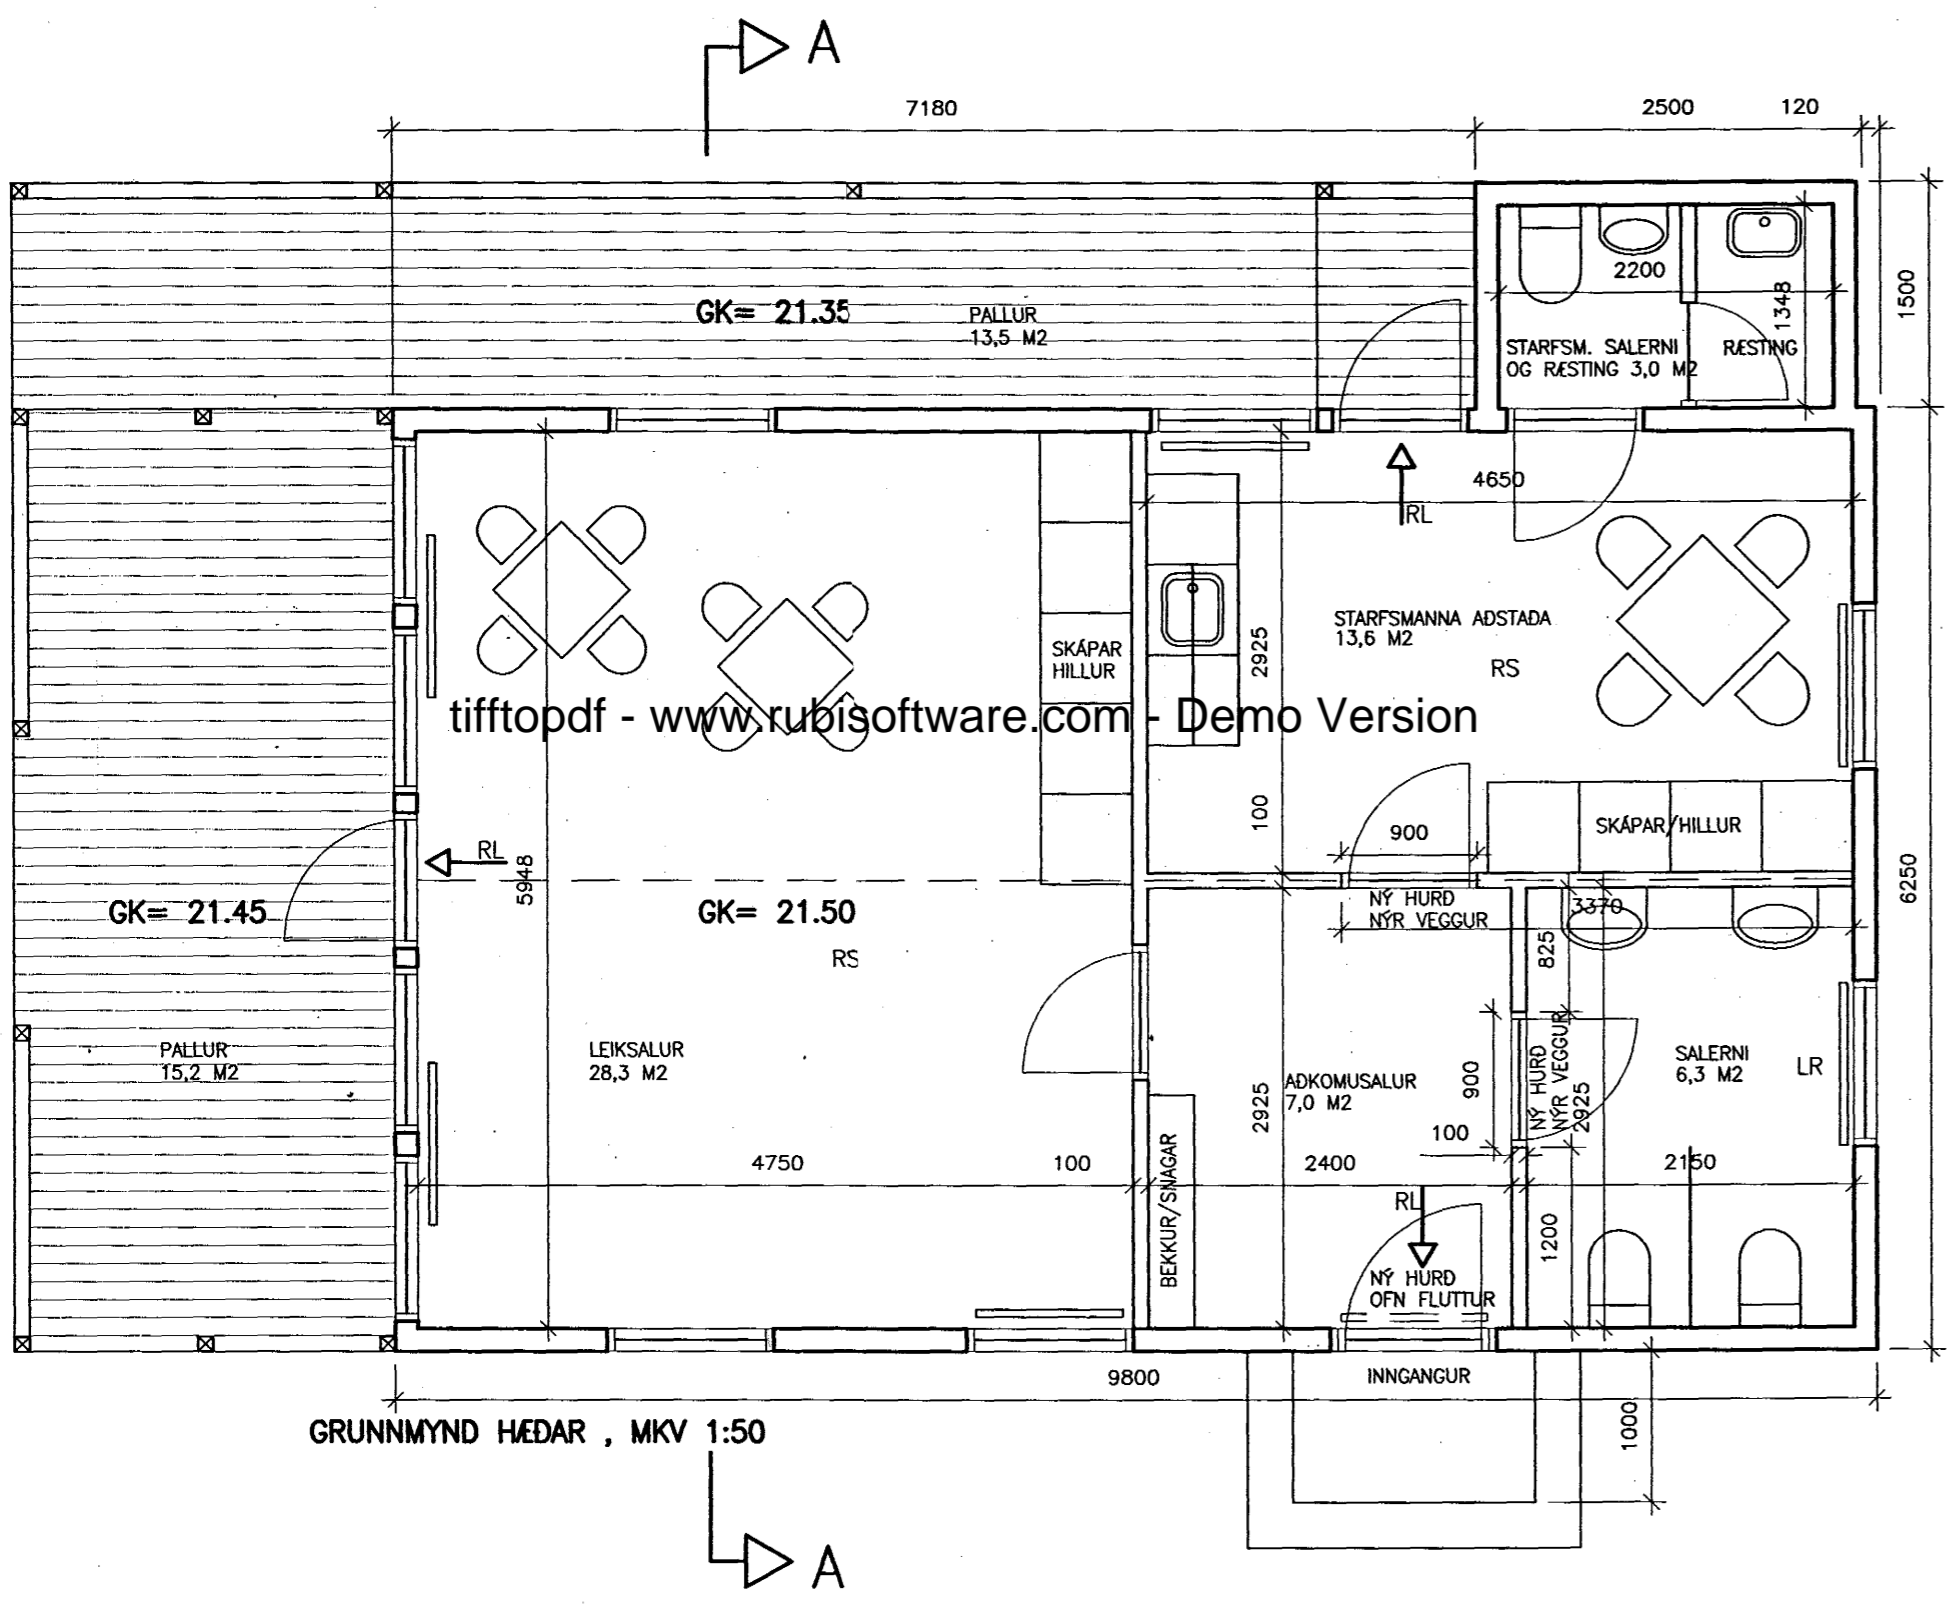 A
7180
2500
120
2200
GK= 21.35
PALLUR
13,5 M2
1348
1500
STARFSM. SALERNI
OG RÆSTING 3,0 M2
RÆSTING
4650
RL
STARFSMANNA AÐSTAÐA
13,6 M2
RS
SKÁPAR
HILLUR
2925
tifftopdf - www.rubisoftware.com - Demo Version
100
900
SKÁPAR/HILLUR
RL
5948
6250
GK= 21.45
GK= 21.50
NÝ HURÐ
NÝR VEGGUR
3370
825
RS
PALLUR
15,2 M2
LEIKSALUR
28,3 M2
AÐKOMUSALUR
7,0 M2
2925
900
NÝ HURÐ
NÝR VEGGUR
2925
SALERNI
6,3 M2
LR
100
4750
100
2400
2150
BEKKUR/SNAGAR
RL
1200
NÝ HURÐ
OFN FLUTTUR
9800
INNGANGUR
1000
GRUNNMYND HÆÐAR , MKV 1:50
A